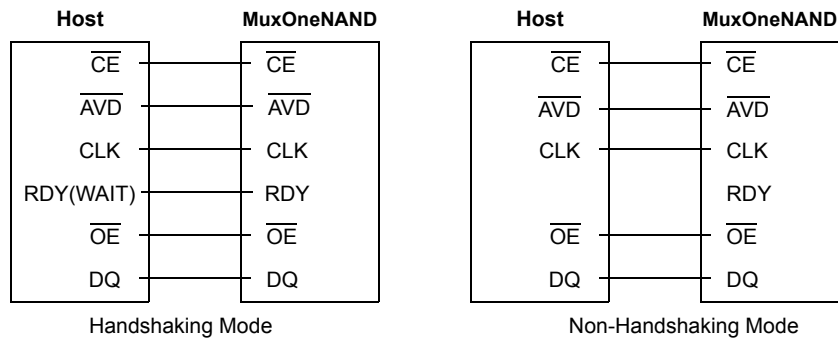 Host MuxOneNAND
CE CE
AVD AVD
CLK CLK
RDY(WAIT) RDY
OE OE
DQ DQ
Handshaking Mode
Host MuxOneNAND
CE CE
AVD AVD
CLK CLK
RDY
OE OE
DQ DQ
Non-Handshaking Mode